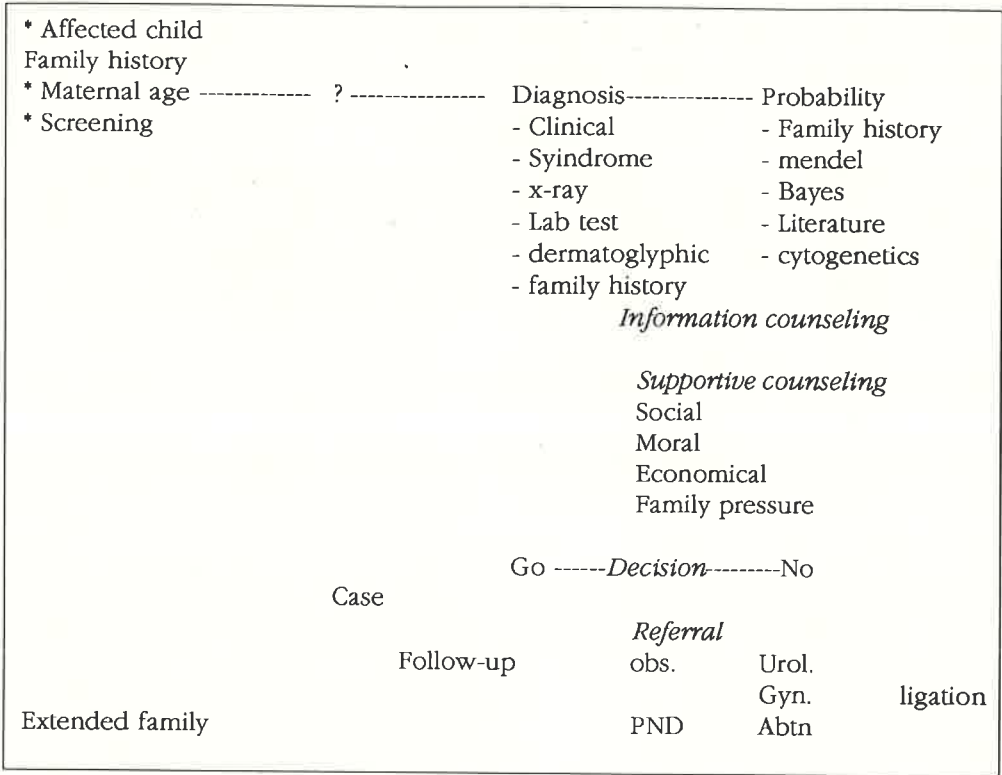 * Affected child
Family history
* Maternal age ------------- ? ---------------- Diagnosis--------------- Probability
* Screening - Clinical - Family history
- Syindrome - mendel
- x-ray - Bayes
- Lab test - Literature
- dermatoglyphic - cytogenetics
- family history
Information counseling
Supportive counseling
Social
Moral
Economical
Family pressure
Go ------Decision---------No
Case
Referral
Follow-up obs. Urol.
Gyn. ligation
Extended family PND Abtn